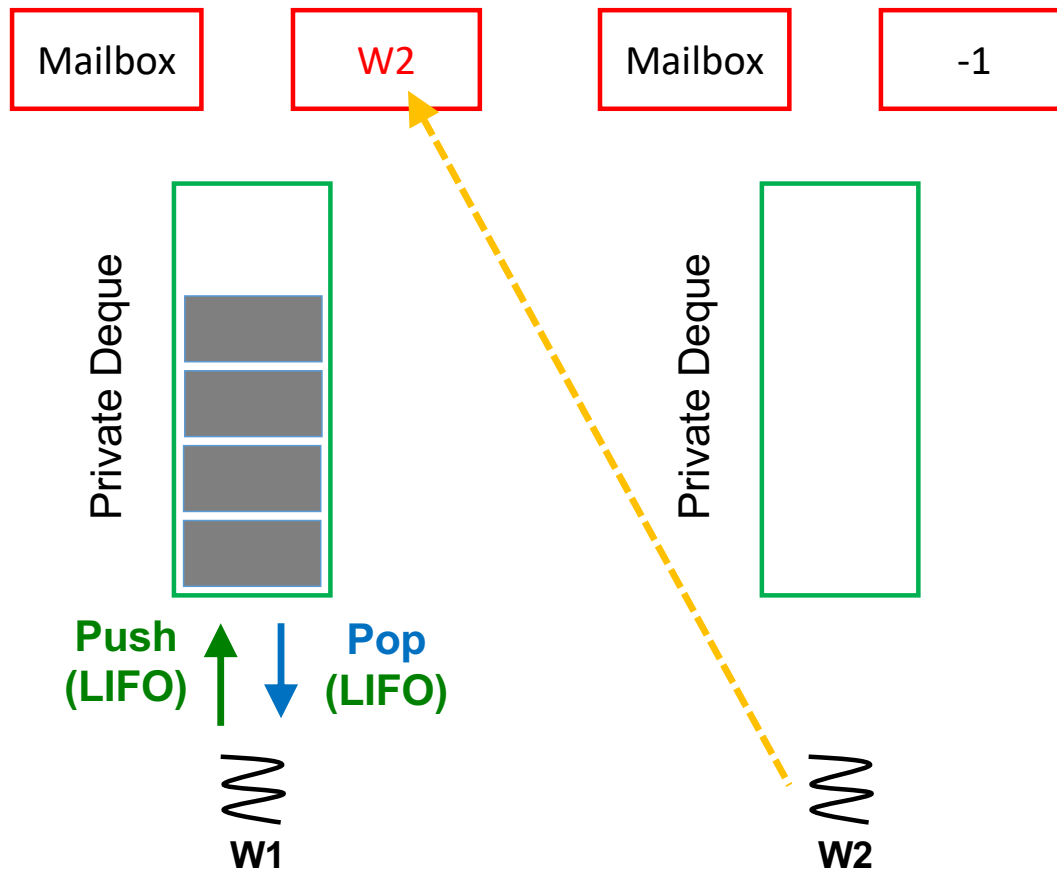 Mailbox
W2
Mailbox
-1
Private Deque
Private Deque
Push
(LIFO)
Pop
(LIFO)
W1
W2